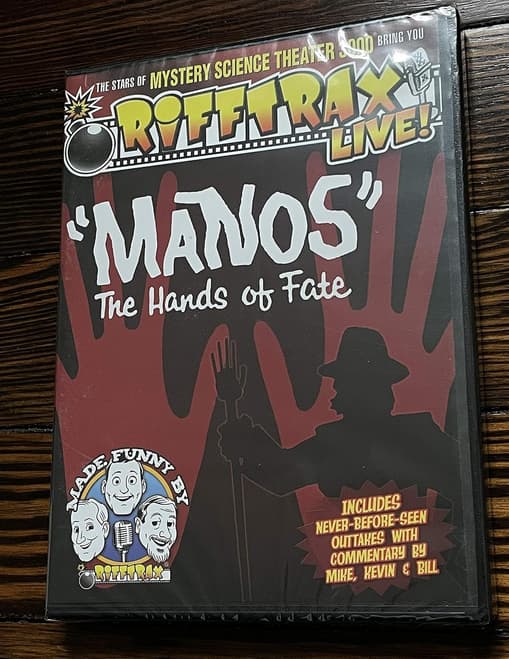 THE STARS OF MYSTERY SCIENCE THEATER 3000 BRING YOU
RIFFTRAX
LIVE!
"MANOS"
The Hands of Fate
MADE FUNNY BY
RIFFTRAX
INCLUDES
NEVER-BEFORE-SEEN
OUTTAKES WITH
COMMENTARY BY
MIKE, KEVIN & BILL